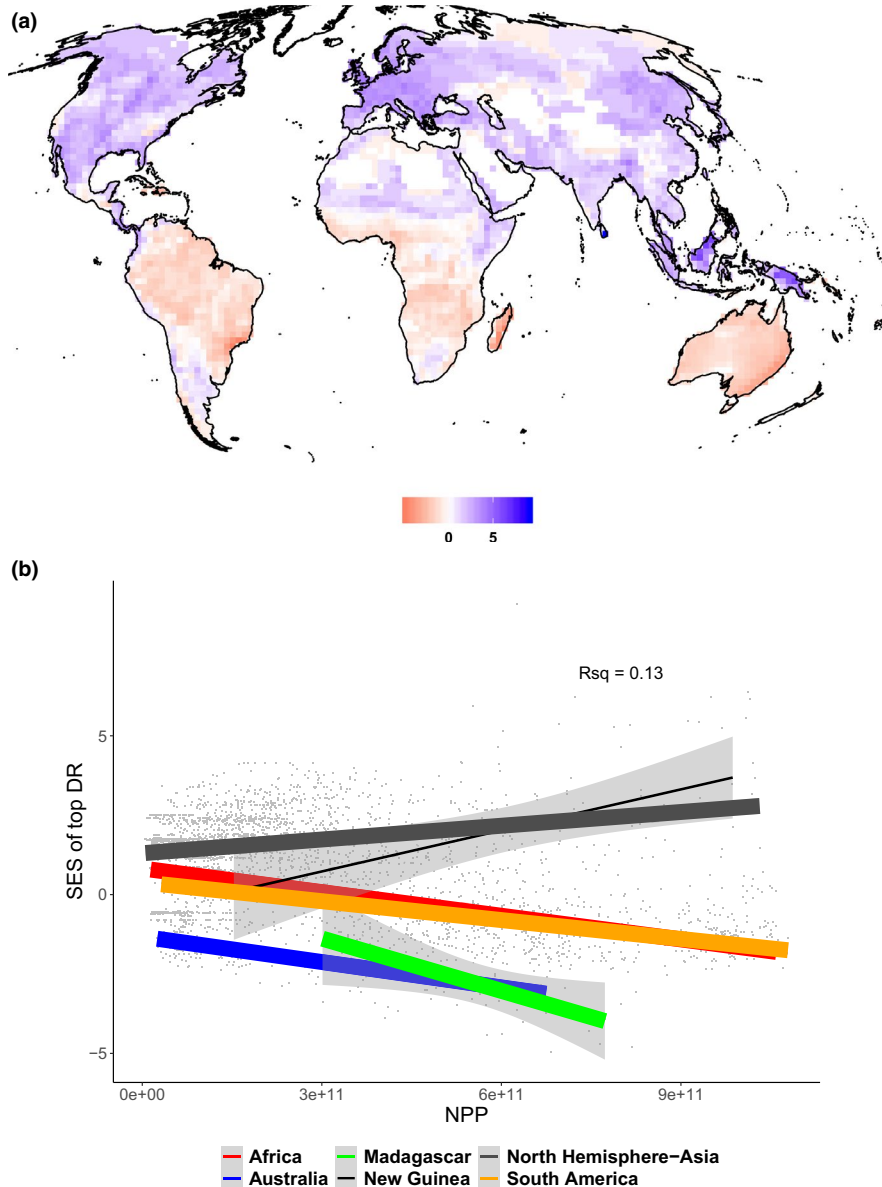 (a)
0 5
(b)
Rsq = 0.13
5
0
−5
SES of top DR
0e+00 3e+11 6e+11 9e+11
NPP
Africa Madagascar North Hemisphere−Asia
Australia New Guinea South America